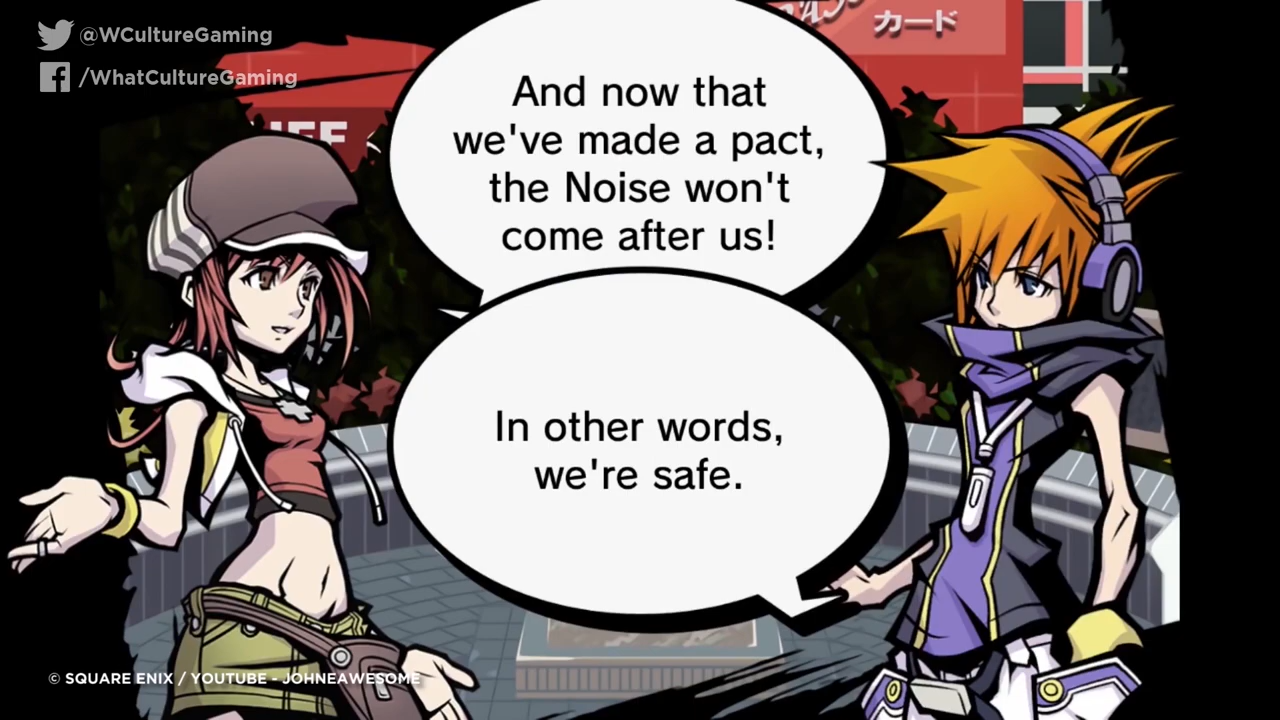 @WCultureGaming
/WhatCultureGaming
カード
And now that
we've made a pact,
the Noise won't
come after us!
In other words,
we're safe.
© SQUARE ENIX / YOUTUBE - JOHNEAWESOME